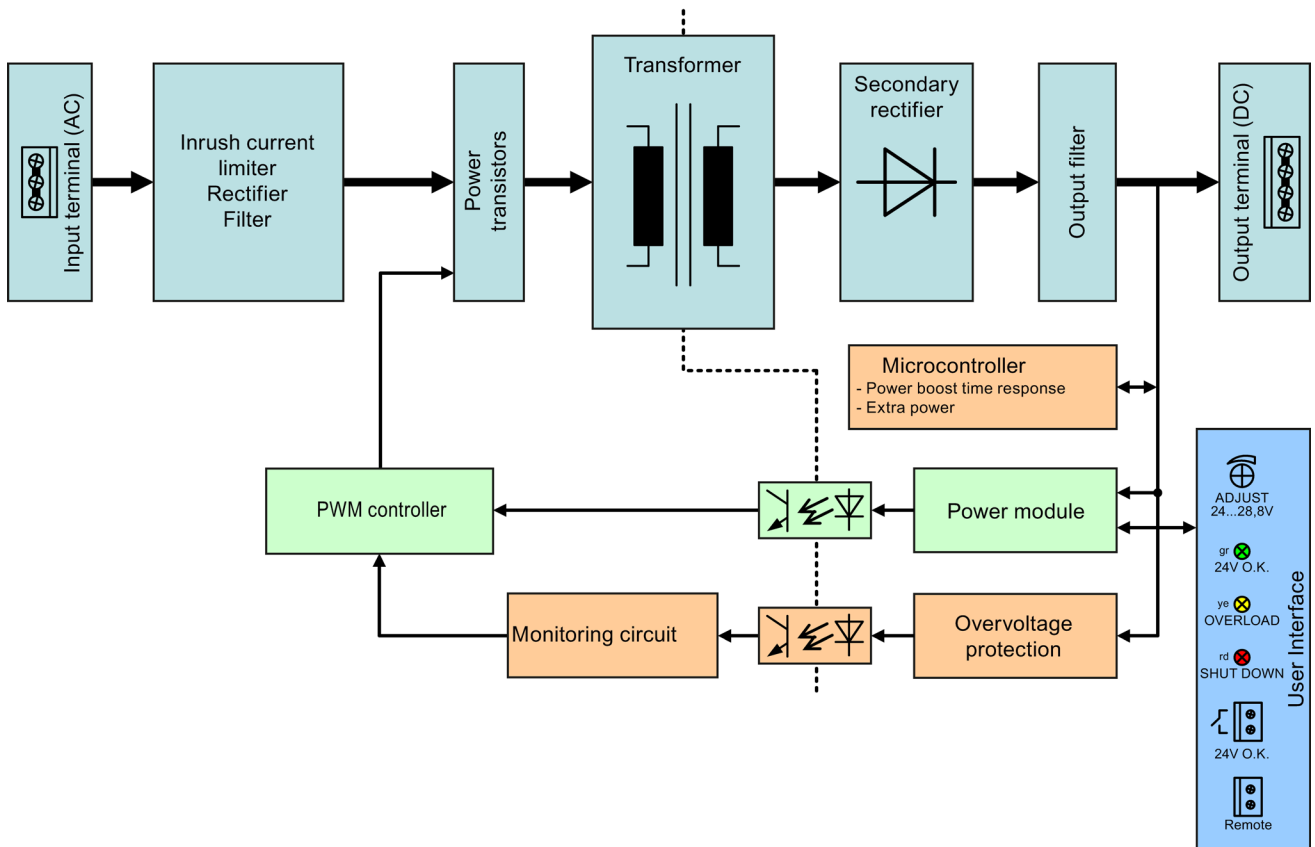 Input terminal (AC)
Inrush current
limiter
Rectifier
Filter
Power
transistors
Transformer
Secondary
rectifier
Output filter
Output terminal (DC)
Microcontroller
- Power boost time response
- Extra power
PWM controller
Power module
Monitoring circuit
Overvoltage
protection
User Interface
ADJUST
24...28,8V
gr
24V O.K.
ye
OVERLOAD
rd
SHUT DOWN
24V O.K.
Remote